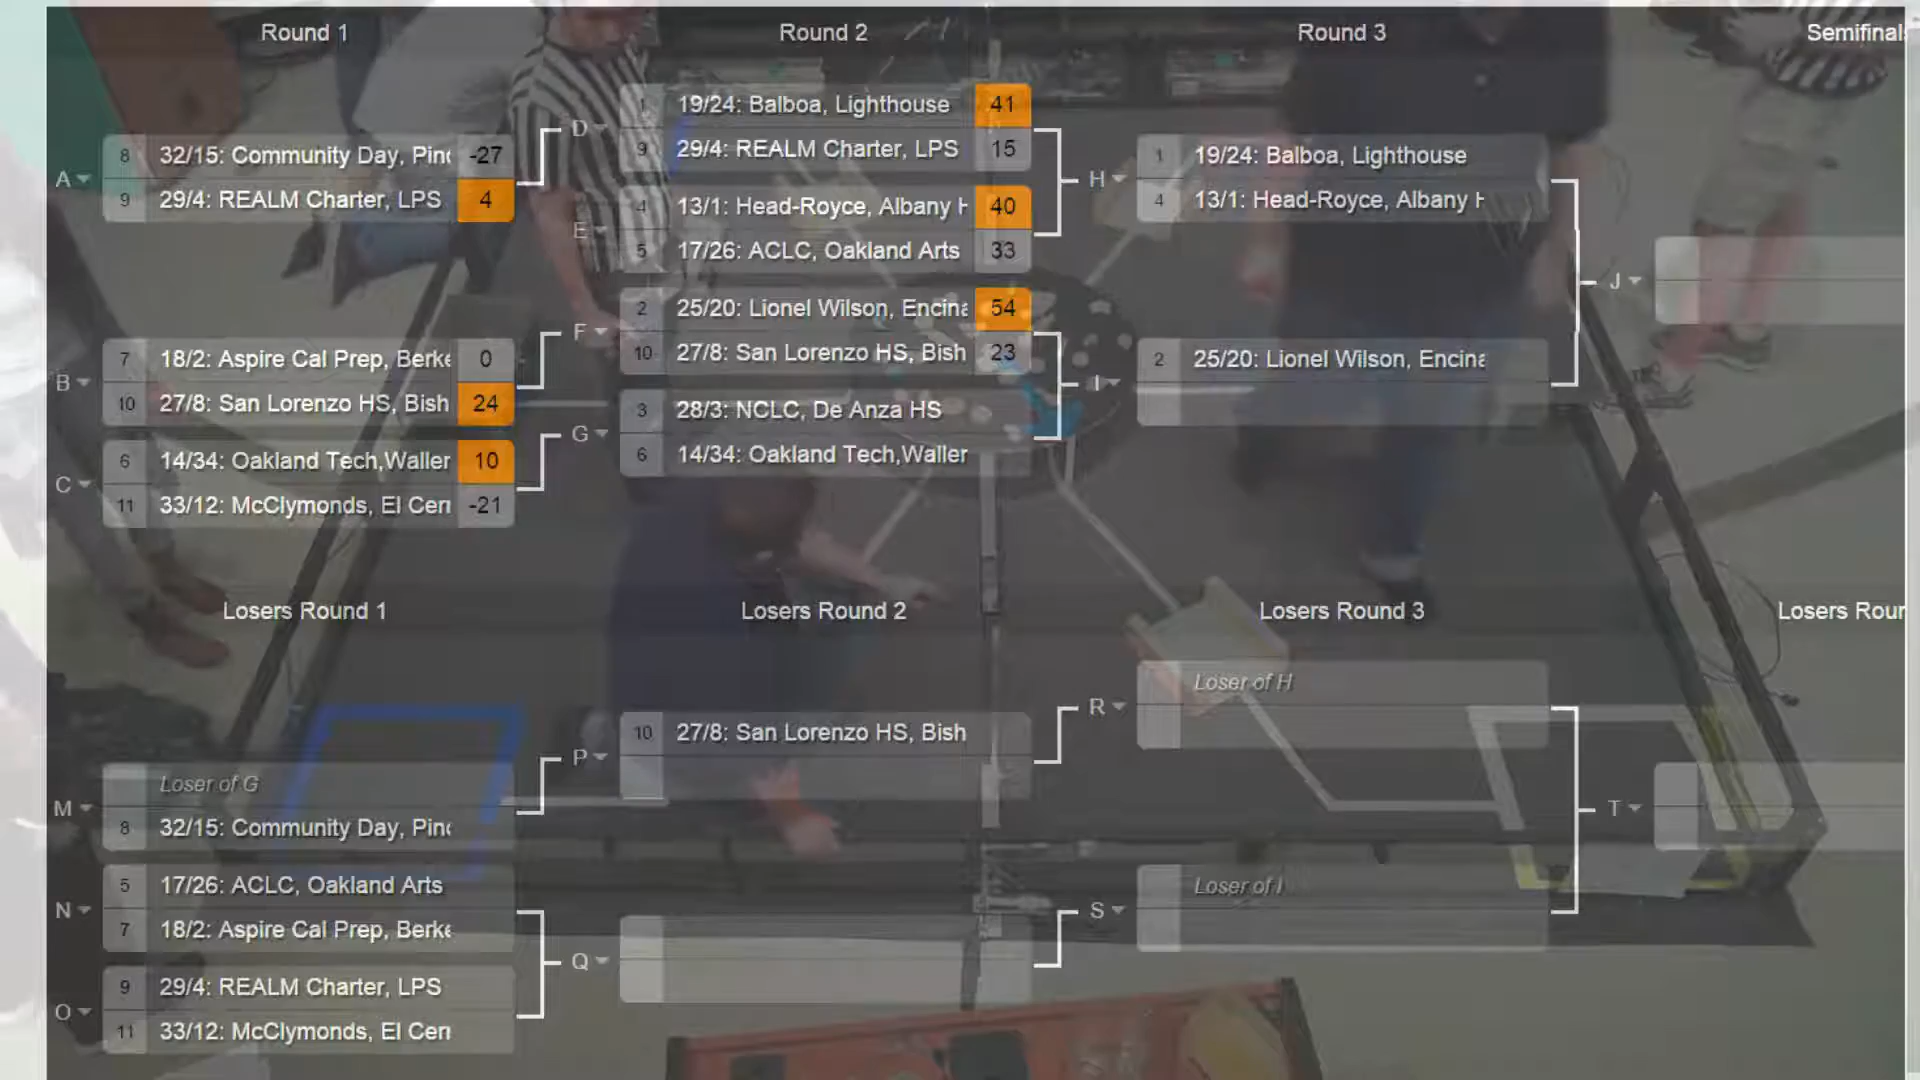 Round 1
Round 2
Round 3
Semifinals
A
8 32/15: Community Day, Pino -27
9 29/4: REALM Charter, LPS 4
B
7 18/2: Aspire Cal Prep, Berke 0
10 27/8: San Lorenzo HS, Bish 24
C
6 14/34: Oakland Tech,Waller 10
11 33/12: McClymonds, El Cerr -21
D
1 19/24: Balboa, Lighthouse 41
9 29/4: REALM Charter, LPS 15
E
4 13/1: Head-Royce, Albany H 40
5 17/26: ACLC, Oakland Arts 33
F
2 25/20: Lionel Wilson, Encina 54
10 27/8: San Lorenzo HS, Bish 23
G
3 28/3: NCLC, De Anza HS
6 14/34: Oakland Tech,Waller
H
1 19/24: Balboa, Lighthouse
4 13/1: Head-Royce, Albany H
I
2 25/20: Lionel Wilson, Encina
J
Losers Round 1
Losers Round 2
Losers Round 3
Losers Rour
M
Loser of G
8 32/15: Community Day, Pino
N
5 17/26: ACLC, Oakland Arts
7 18/2: Aspire Cal Prep, Berke
O
9 29/4: REALM Charter, LPS
11 33/12: McClymonds, El Cerr
P
10 27/8: San Lorenzo HS, Bish
Q
R
Loser of H
S
Loser of I
T